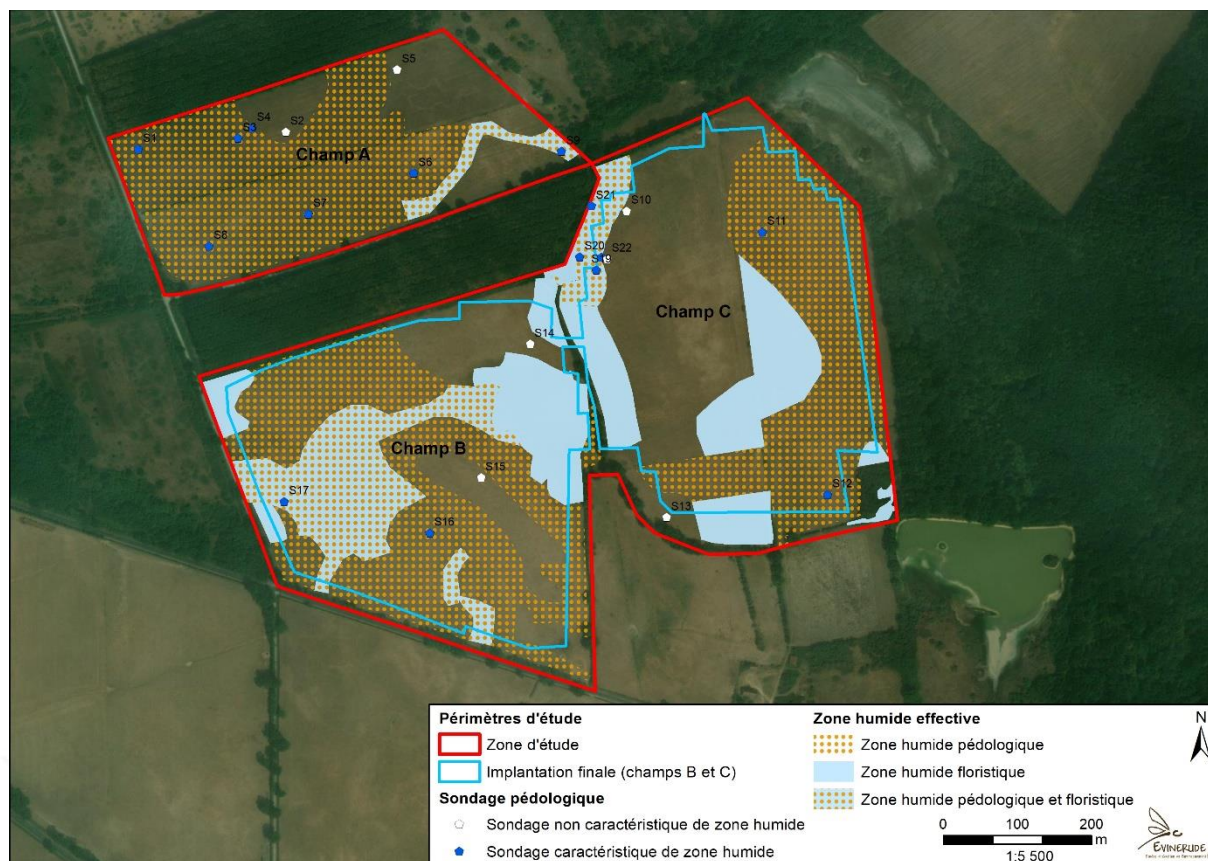 S5
S4
S2
S3
S1
Champ A
S9
S6
S7
S8
S21
S10
S11
S20
S22
S19
Champ C
S14
Champ B
S15
S17
S12
S13
S16
Périmètres d'étude
Zone d'étude
Implantation finale (champs B et C)
Sondage pédologique
Sondage non caractéristique de zone humide
Sondage caractéristique de zone humide
Zone humide effective
Zone humide pédologique
Zone humide floristique
Zone humide pédologique et floristique
N
0 100 200
m
1:5 500
EVINERUDE